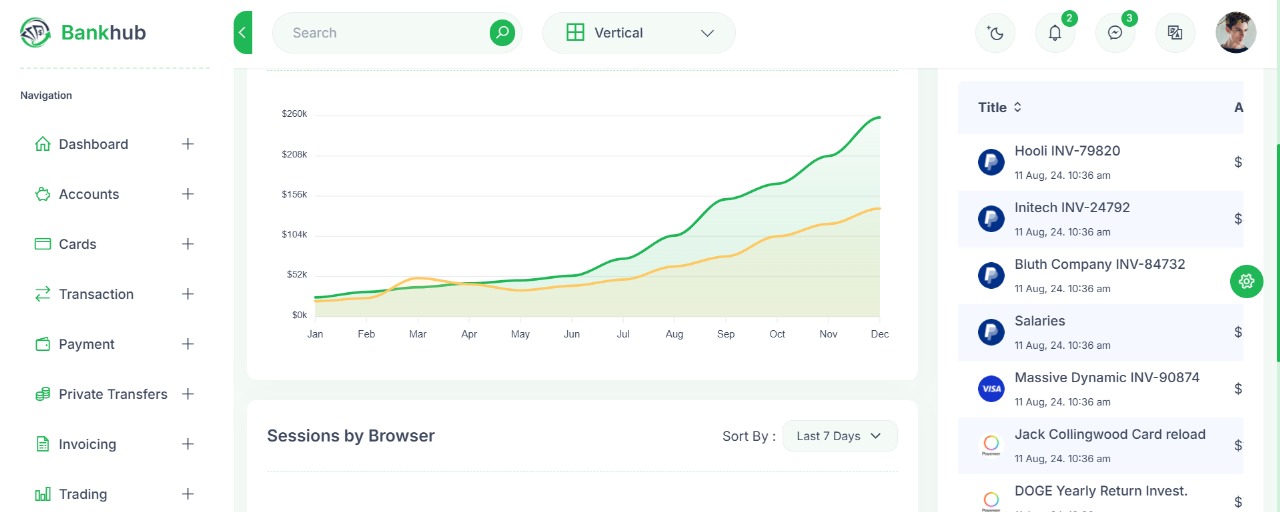 Bankhub
Search
Vertical
2
3
Navigation
Dashboard
Accounts
Cards
Transaction
Payment
Private Transfers
Invoicing
Trading
$260k
$208k
$156k
$104k
$52k
$0k
Jan Feb Mar Apr May Jun Jul Aug Sep Oct Nov Dec
Sessions by Browser
Sort By :
Last 7 Days
Title
A
Hooli INV-79820
11 Aug, 24. 10:36 am
$
Initech INV-24792
11 Aug, 24. 10:36 am
$
Bluth Company INV-84732
11 Aug, 24. 10:36 am
Salaries
11 Aug, 24. 10:36 am
$
VISA
Massive Dynamic INV-90874
11 Aug, 24. 10:36 am
$
Payoneer
Jack Collingwood Card reload
11 Aug, 24. 10:36 am
$
Payoneer
DOGE Yearly Return Invest.
$